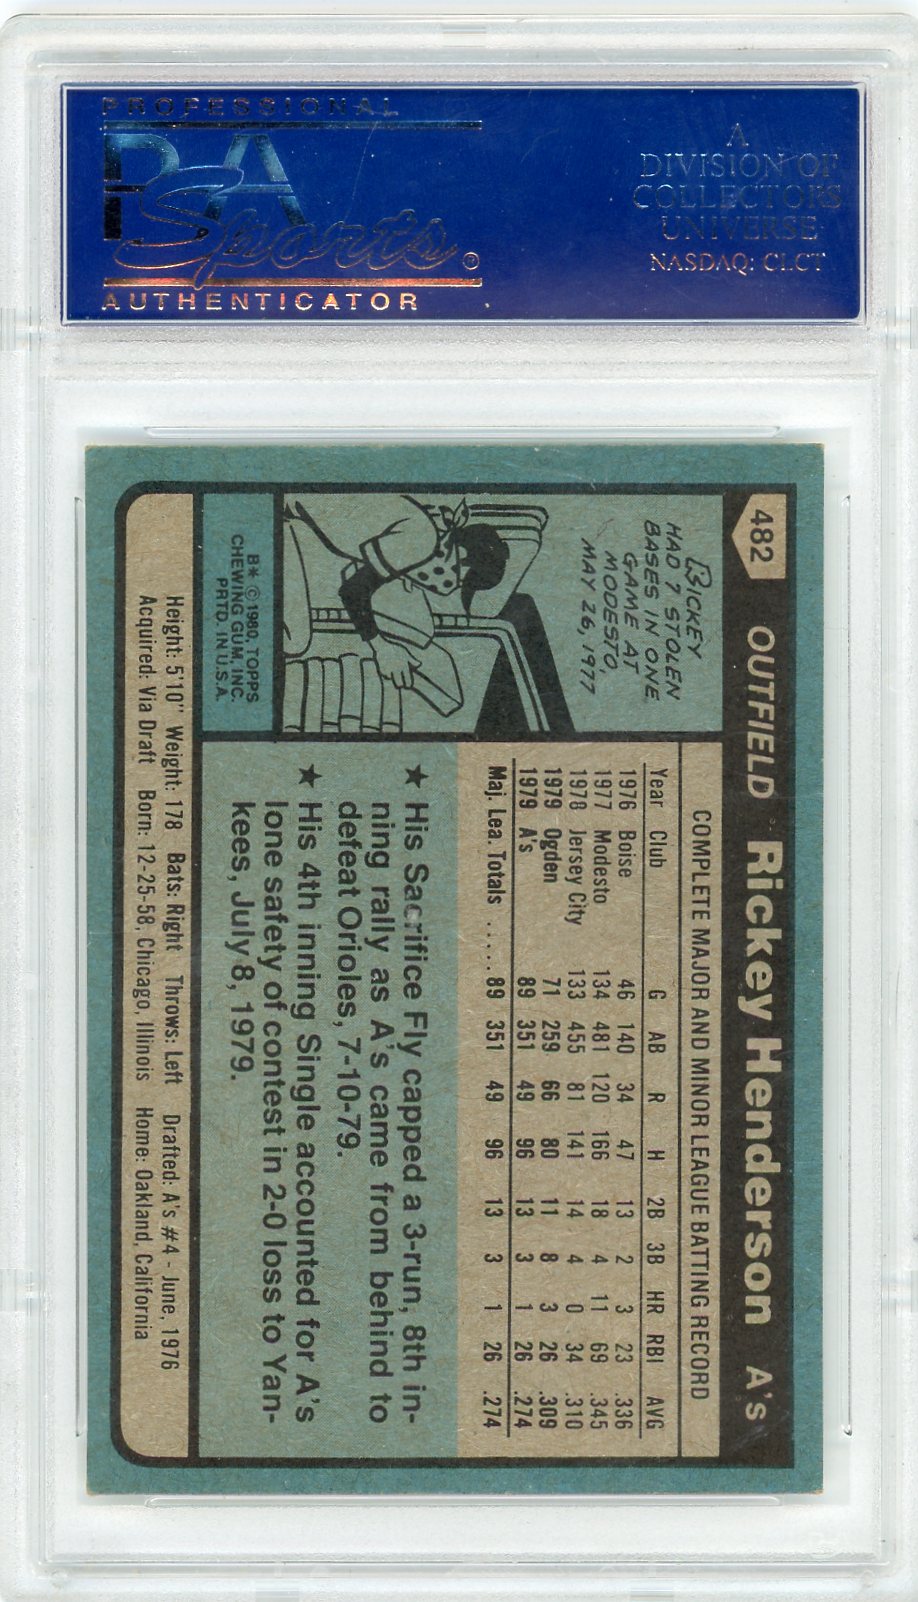 PROFESSIONAL
PSA
Sports®
AUTHENTICATOR
A
DIVISION OF
COLLECTORS
UNIVERSE
NASDAQ: CLCT
482 OUTFIELD Rickey Henderson A's
COMPLETE MAJOR AND MINOR LEAGUE BATTING RECORD
Year Club G AB R H 2B 3B HR RBI AVG
1976 Boise 46 140 34 47 13 2 3 23 .336
1977 Modesto 134 481 120 166 18 4 11 69 .345
1978 Jersey City 133 455 81 141 14 4 0 34 .310
1979 Ogden 71 259 66 80 11 8 3 26 .309
1979 A's 89 351 49 96 13 3 1 26 .274
Maj. Lea. Totals ..... 89 351 49 96 13 3 1 26 .274
RICKEY
HAD 7 STOLEN
BASES IN ONE
GAME AT
MODESTO,
MAY 26, 1977
★ His Sacrifice Fly capped a 3-run, 8th in-
ning rally as A's came from behind to
defeat Orioles, 7-10-79.
★ His 4th inning Single accounted for A's
lone safety of contest in 2-0 loss to Yan-
kees, July 8, 1979.
B* ©1980, TOPPS
CHEWING GUM, INC.
PRTD. IN U.S.A.
Height: 5'10" Weight: 178 Bats: Right Throws: Left Drafted: A's #4 - June, 1976
Acquired: Via Draft Born: 12-25-58, Chicago, Illinois Home: Oakland, California